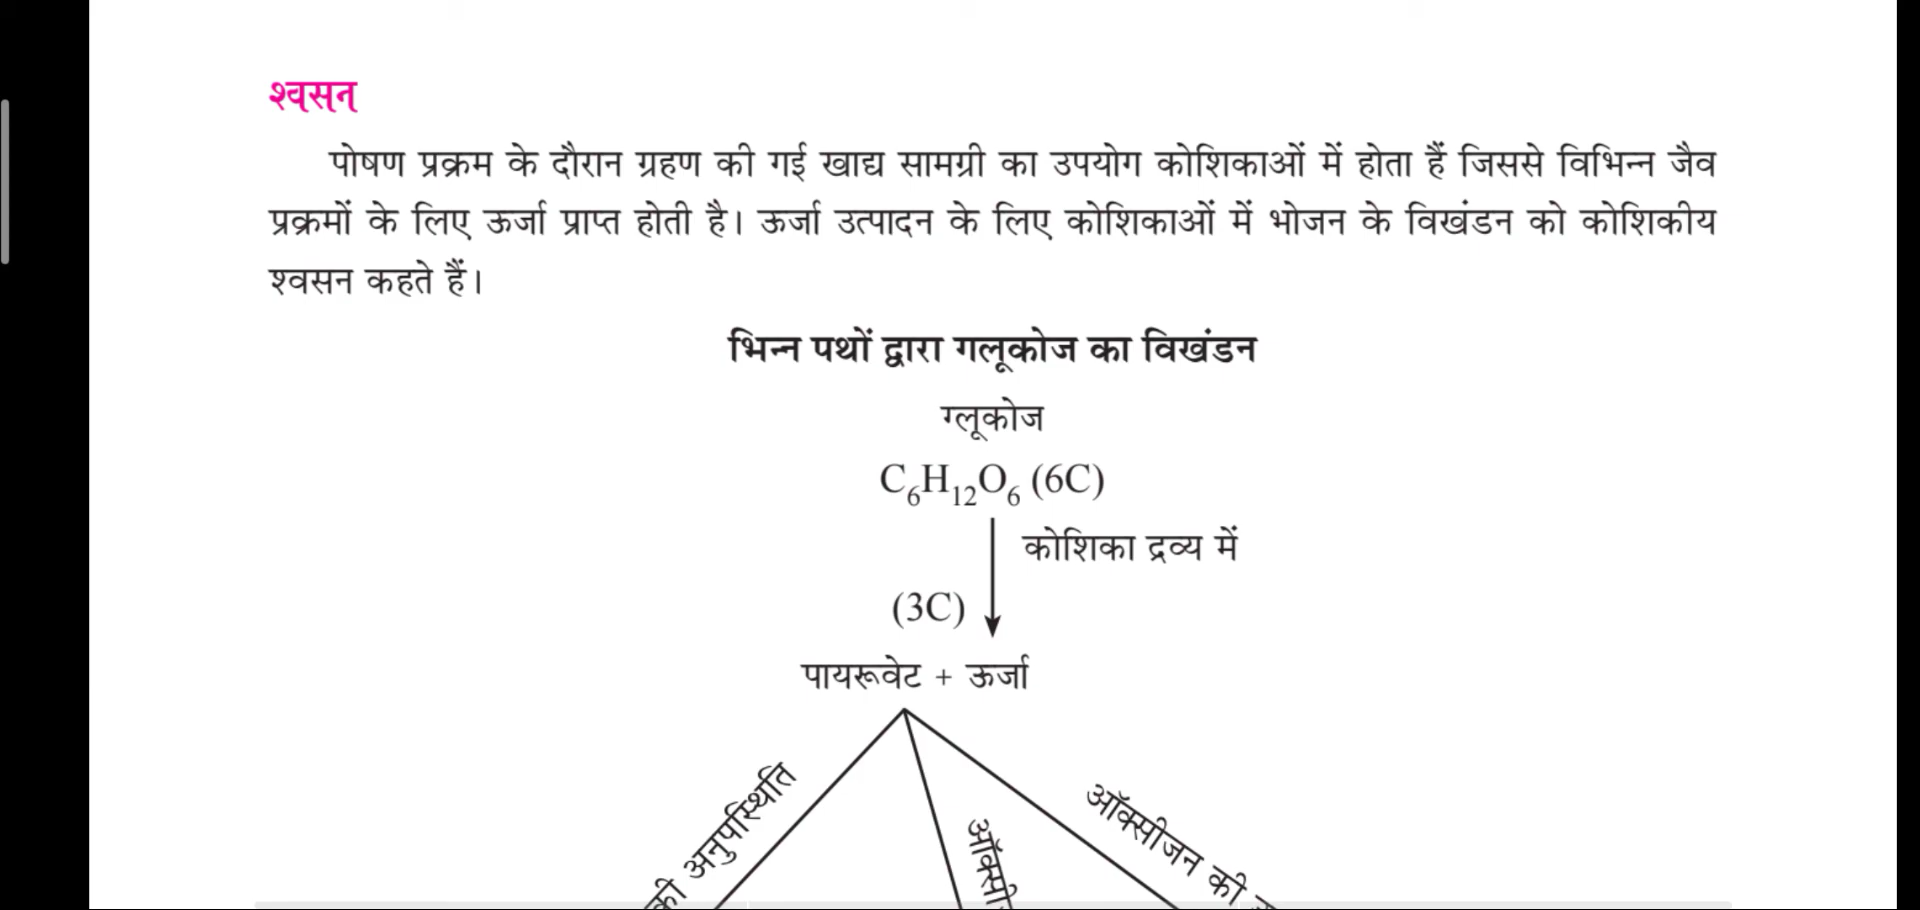 श्वसन
पोषण प्रक्रम के दौरान ग्रहण की गई खाद्य सामग्री का उपयोग कोशिकाओं में होता हैं जिससे विभिन्न जैव
प्रक्रमों के लिए ऊर्जा प्राप्त होती है। ऊर्जा उत्पादन के लिए कोशिकाओं में भोजन के विखंडन को कोशिकीय
श्वसन कहते हैं।
भिन्न पथों द्वारा गलूकोज का विखंडन
ग्लूकोज
C₆H₁₂O₆ (6C)
कोशिका द्रव्य में
(3C)
पायरूवेट + ऊर्जा
की अनुपस्थिति
ऑक्सीजन की